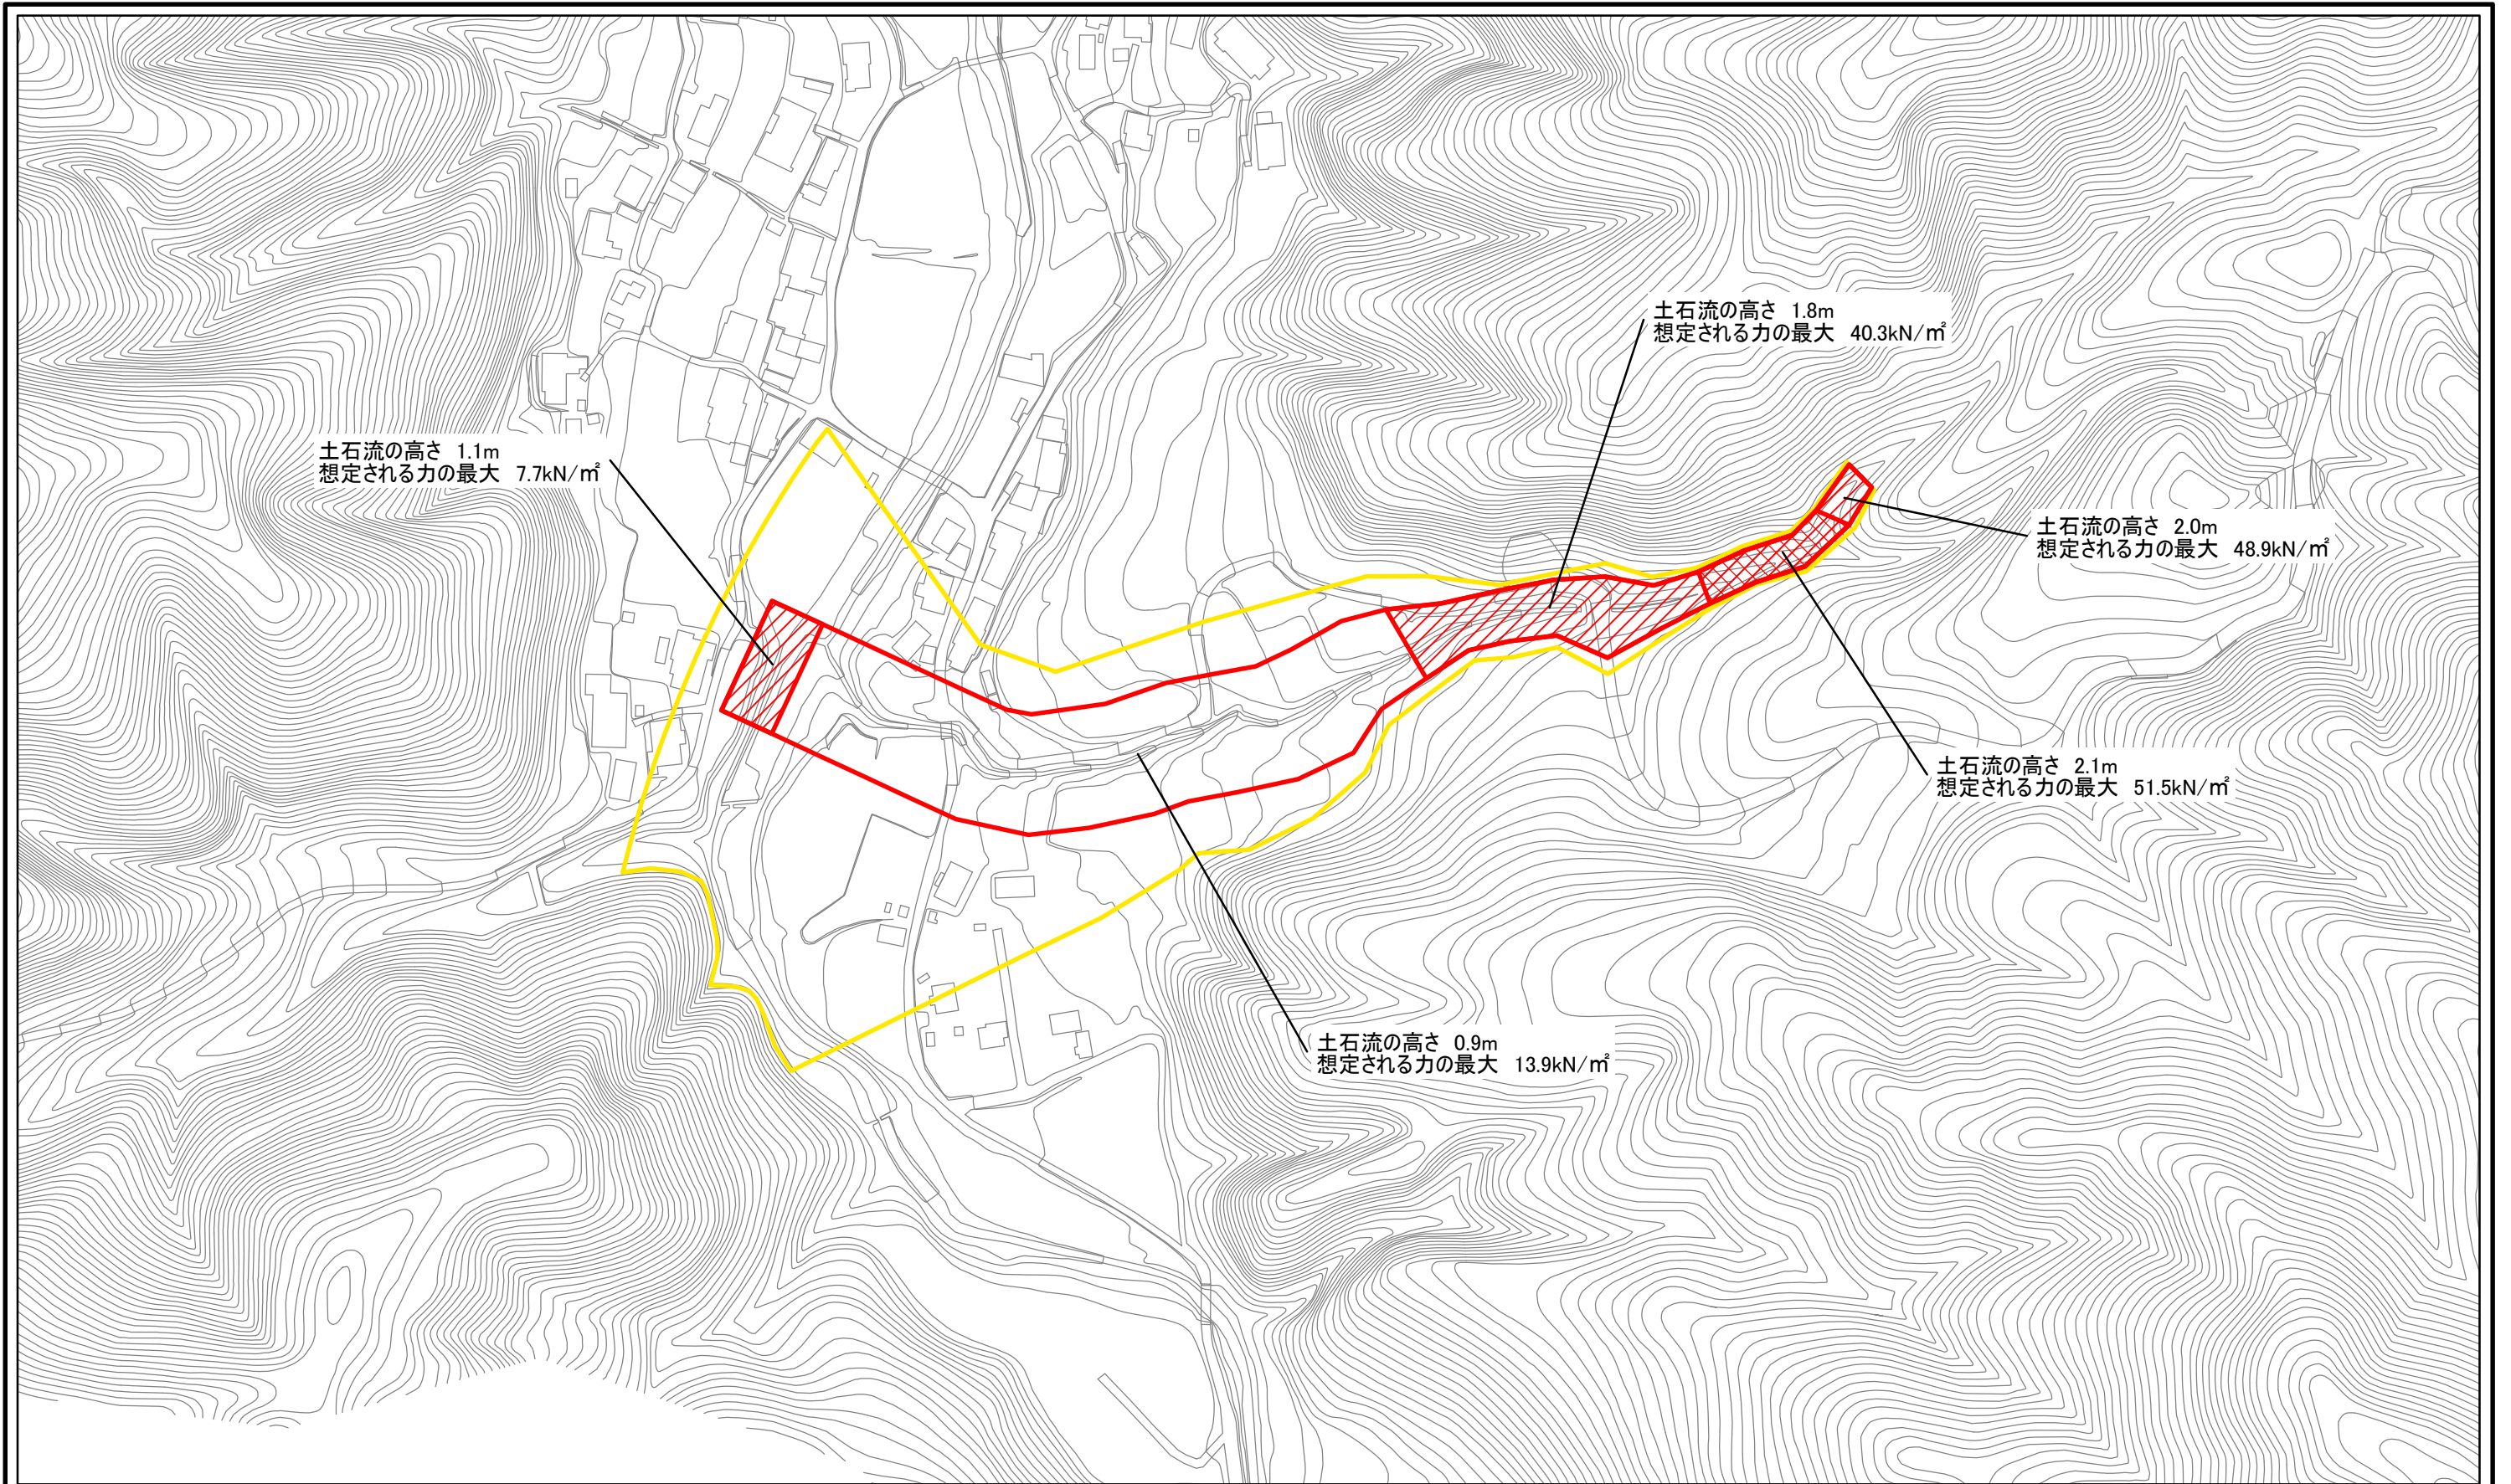 土石流の高さ 1.8m
想定される力の最大 40.3kN/㎡
土石流の高さ 1.1m
想定される力の最大 7.7kN/㎡
土石流の高さ 2.0m
想定される力の最大 48.9kN/㎡
土石流の高さ 2.1m
想定される力の最大 51.5kN/㎡
土石流の高さ 0.9m
想定される力の最大 13.9kN/㎡